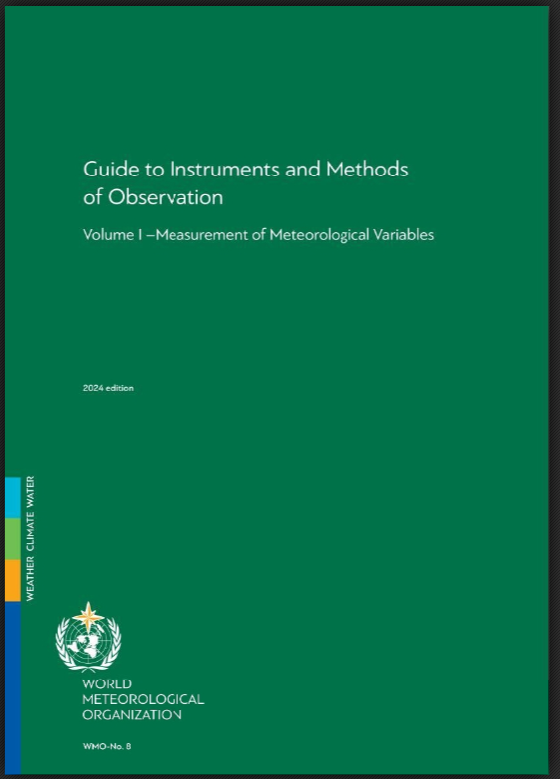 Guide to Instruments and Methods
of Observation
Volume I –Measurement of Meteorological Variables
2024 edition
WEATHER CLIMATE WATER
WORLD
METEOROLOGICAL
ORGANIZATION
WMO-No. 8